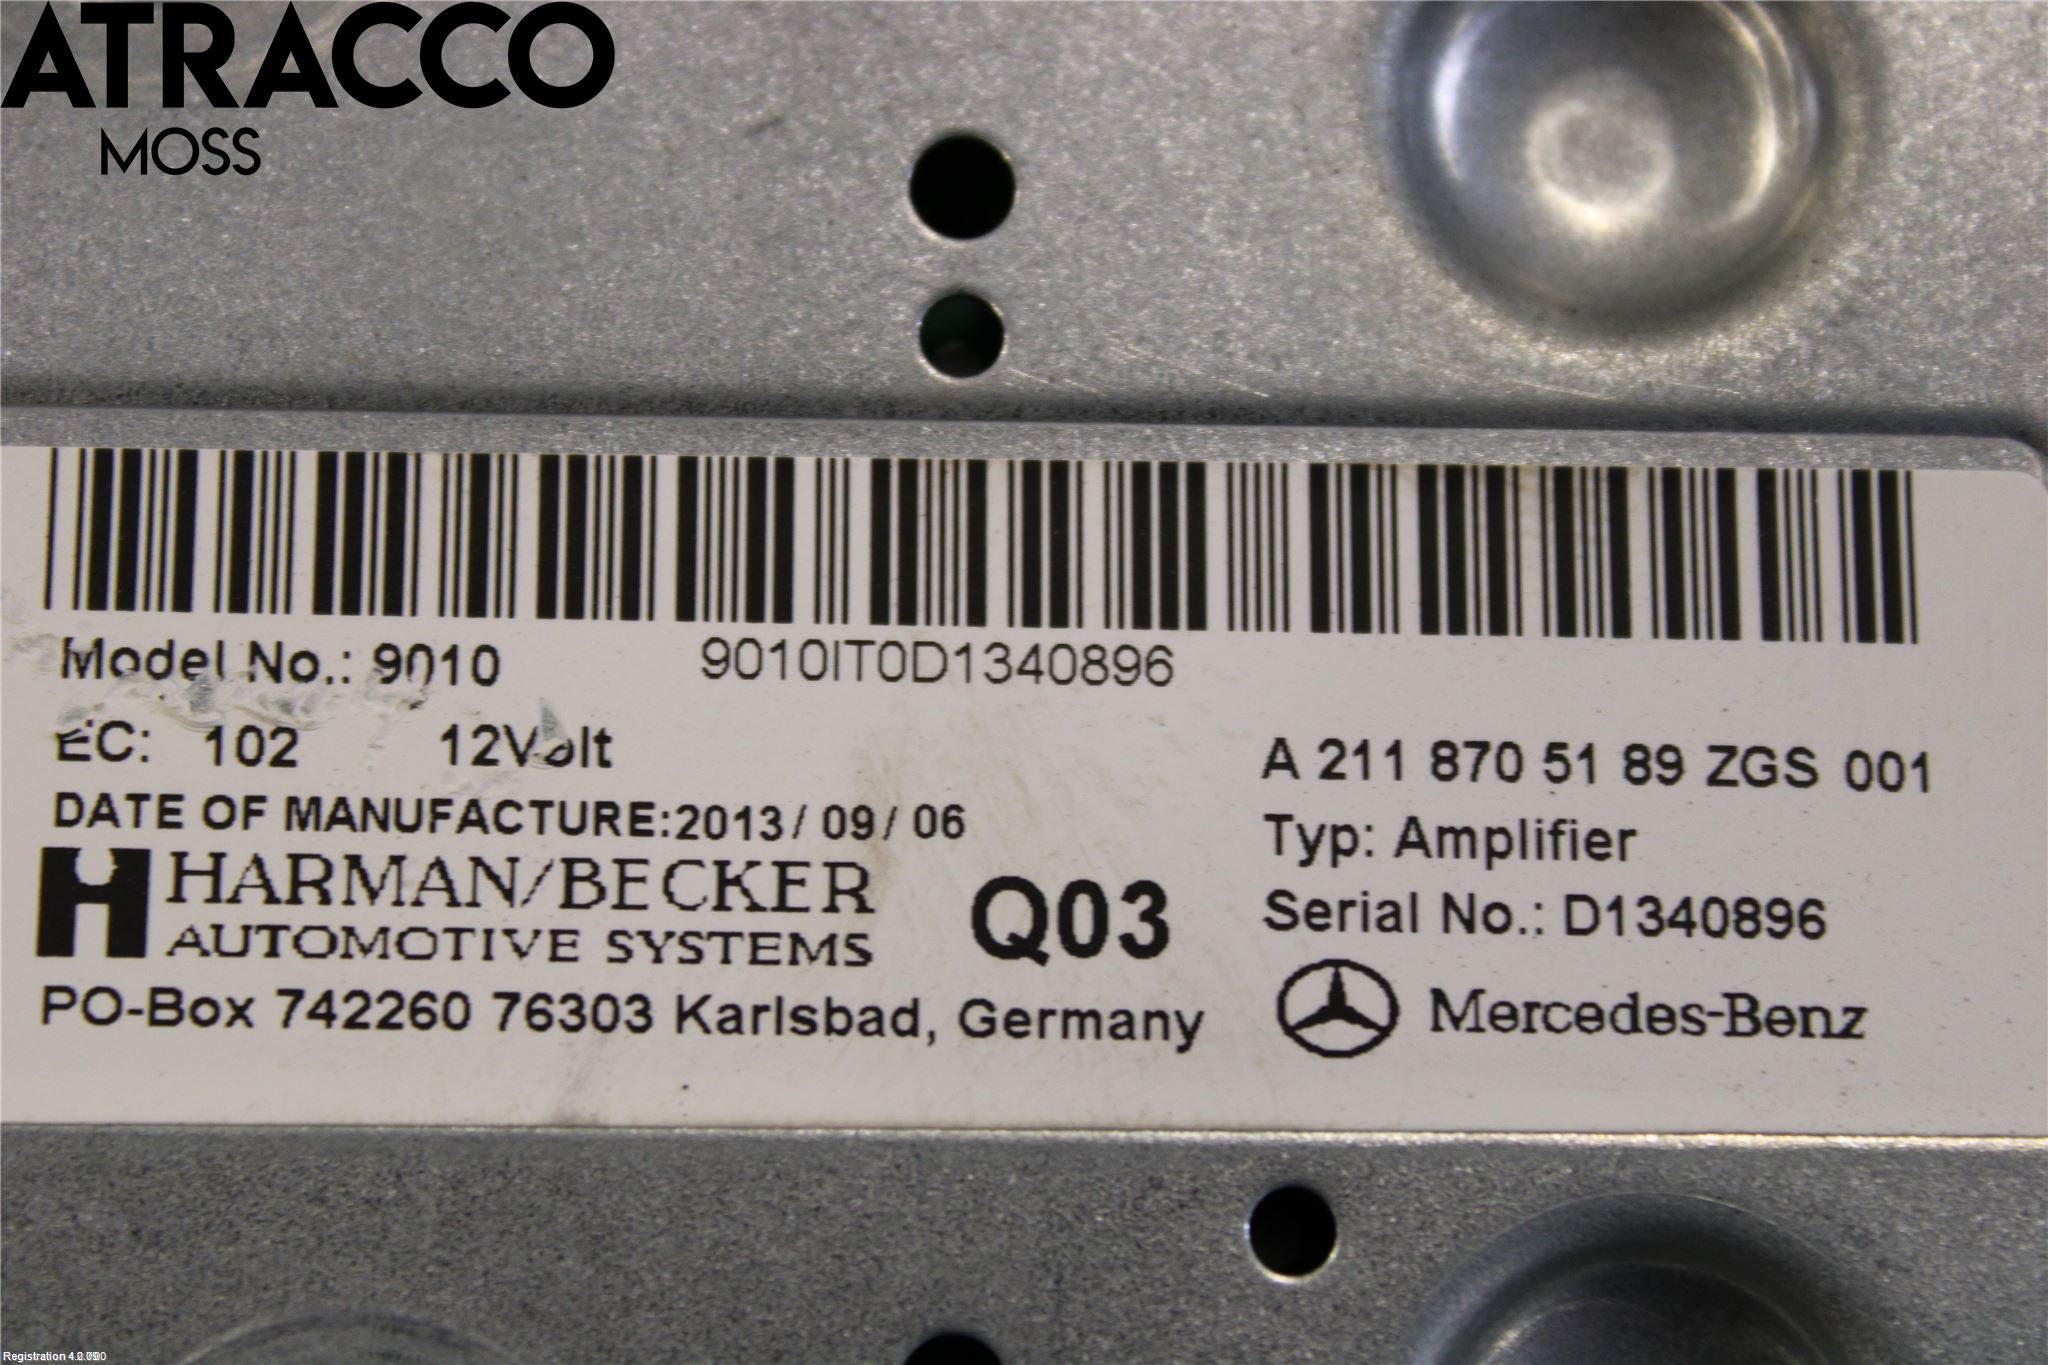 ATRACCO
MOSS
Model No.: 9010 9010IT0D1340896
EC: 102 12Volt
A 211 870 51 89 ZGS 001
DATE OF MANUFACTURE:2013/ 09/ 06
Typ: Amplifier
HARMAN/BECKER
AUTOMOTIVE SYSTEMS
Q03
Serial No.: D1340896
PO-Box 742260 76303 Karlsbad, Germany
Mercedes-Benz
Registration